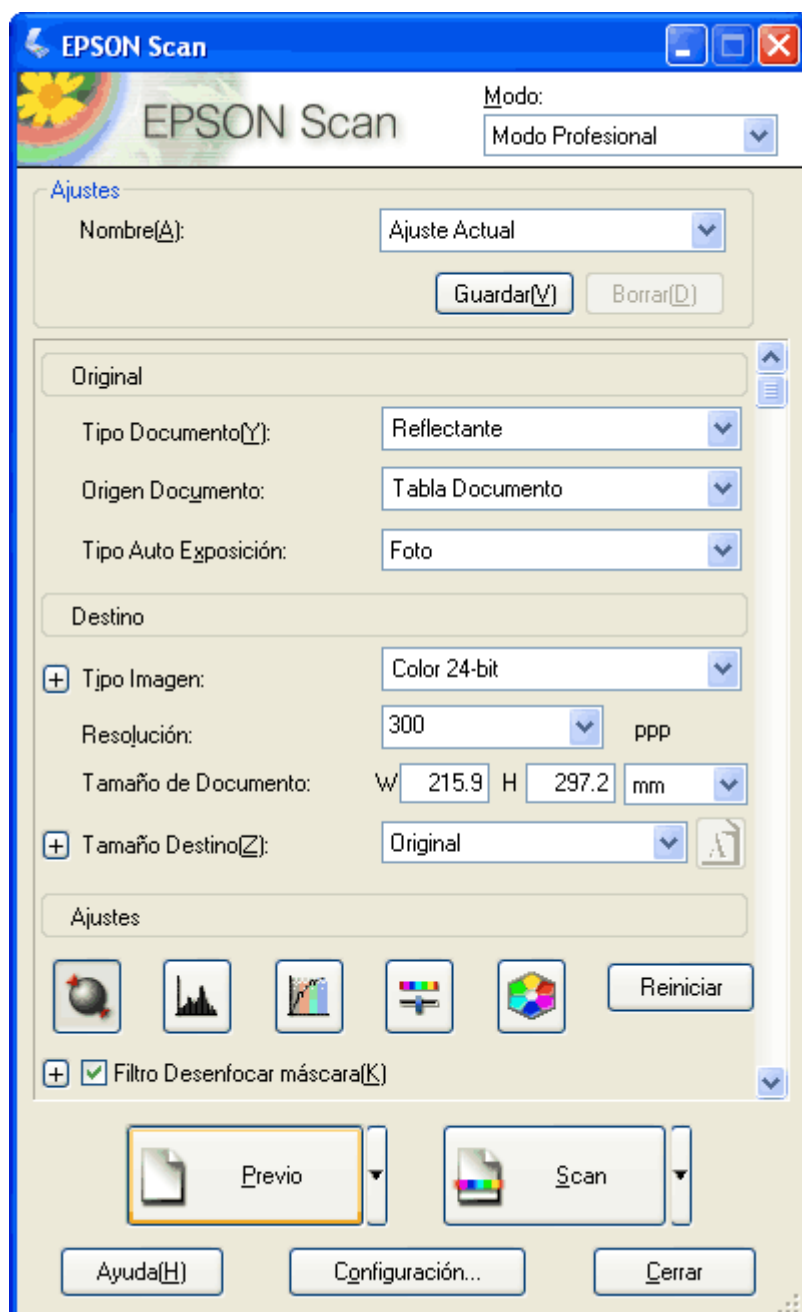 EPSON Scan
EPSON Scan
Modo:
Modo Profesional
Ajustes
Nombre(A): Ajuste Actual
Guardar(V) Borrar(D)
Original
Tipo Documento(Y): Reflectante
Origen Documento: Tabla Documento
Tipo Auto Exposición: Foto
Destino
Tipo Imagen: Color 24-bit
Resolución: 300 ppp
Tamaño de Documento: W 215.9 H 297.2 mm
Tamaño Destino(Z): Original
Ajustes
Reiniciar
Filtro Desenfocar máscara(K)
Previo Scan
Ayuda(H) Configuración... Cerrar